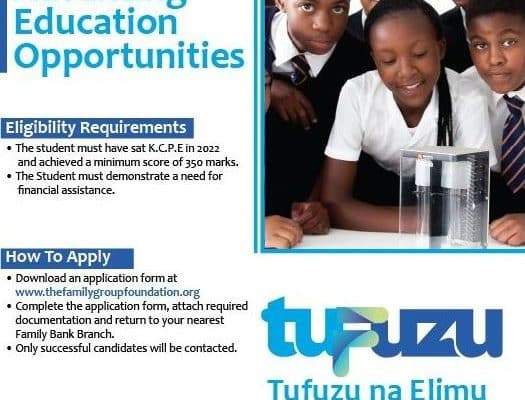 Education
Opportunities
Eligibility Requirements
• The student must have sat K.C.P.E in 2022
and achieved a minimum score of 350 marks.
• The Student must demonstrate a need for
financial assistance.
How To Apply
• Download an application form at
www.thefamilygroupfoundation.org
• Complete the application form, attach required
documentation and return to your nearest
Family Bank Branch.
• Only successful candidates will be contacted.
tufuzu
Tufuzu na Elimu